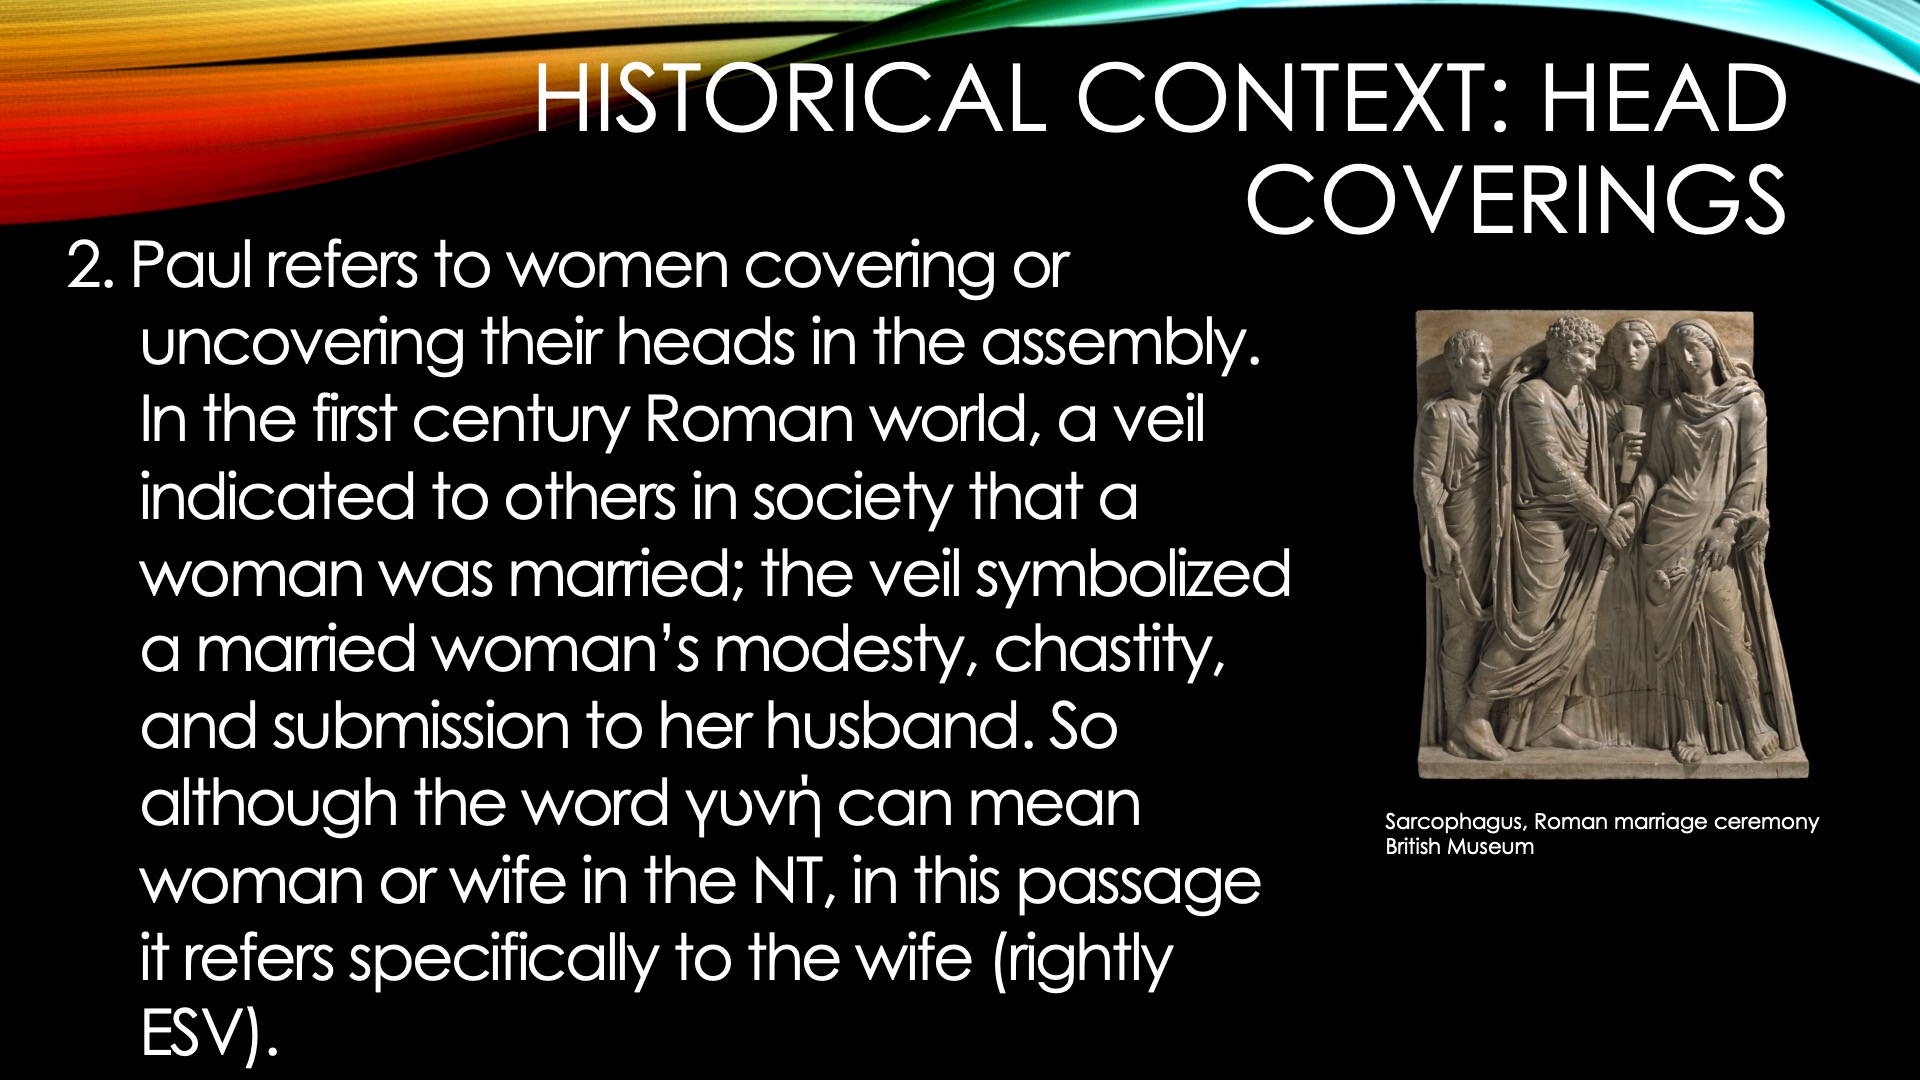 HISTORICAL CONTEXT: HEAD
COVERINGS
2. Paul refers to women covering or
uncovering their heads in the assembly.
In the first century Roman world, a veil
indicated to others in society that a
woman was married; the veil symbolized
a married woman’s modesty, chastity,
and submission to her husband. So
although the word γυνή can mean
woman or wife in the NT, in this passage
it refers specifically to the wife (rightly
ESV).
Sarcophagus, Roman marriage ceremony
British Museum